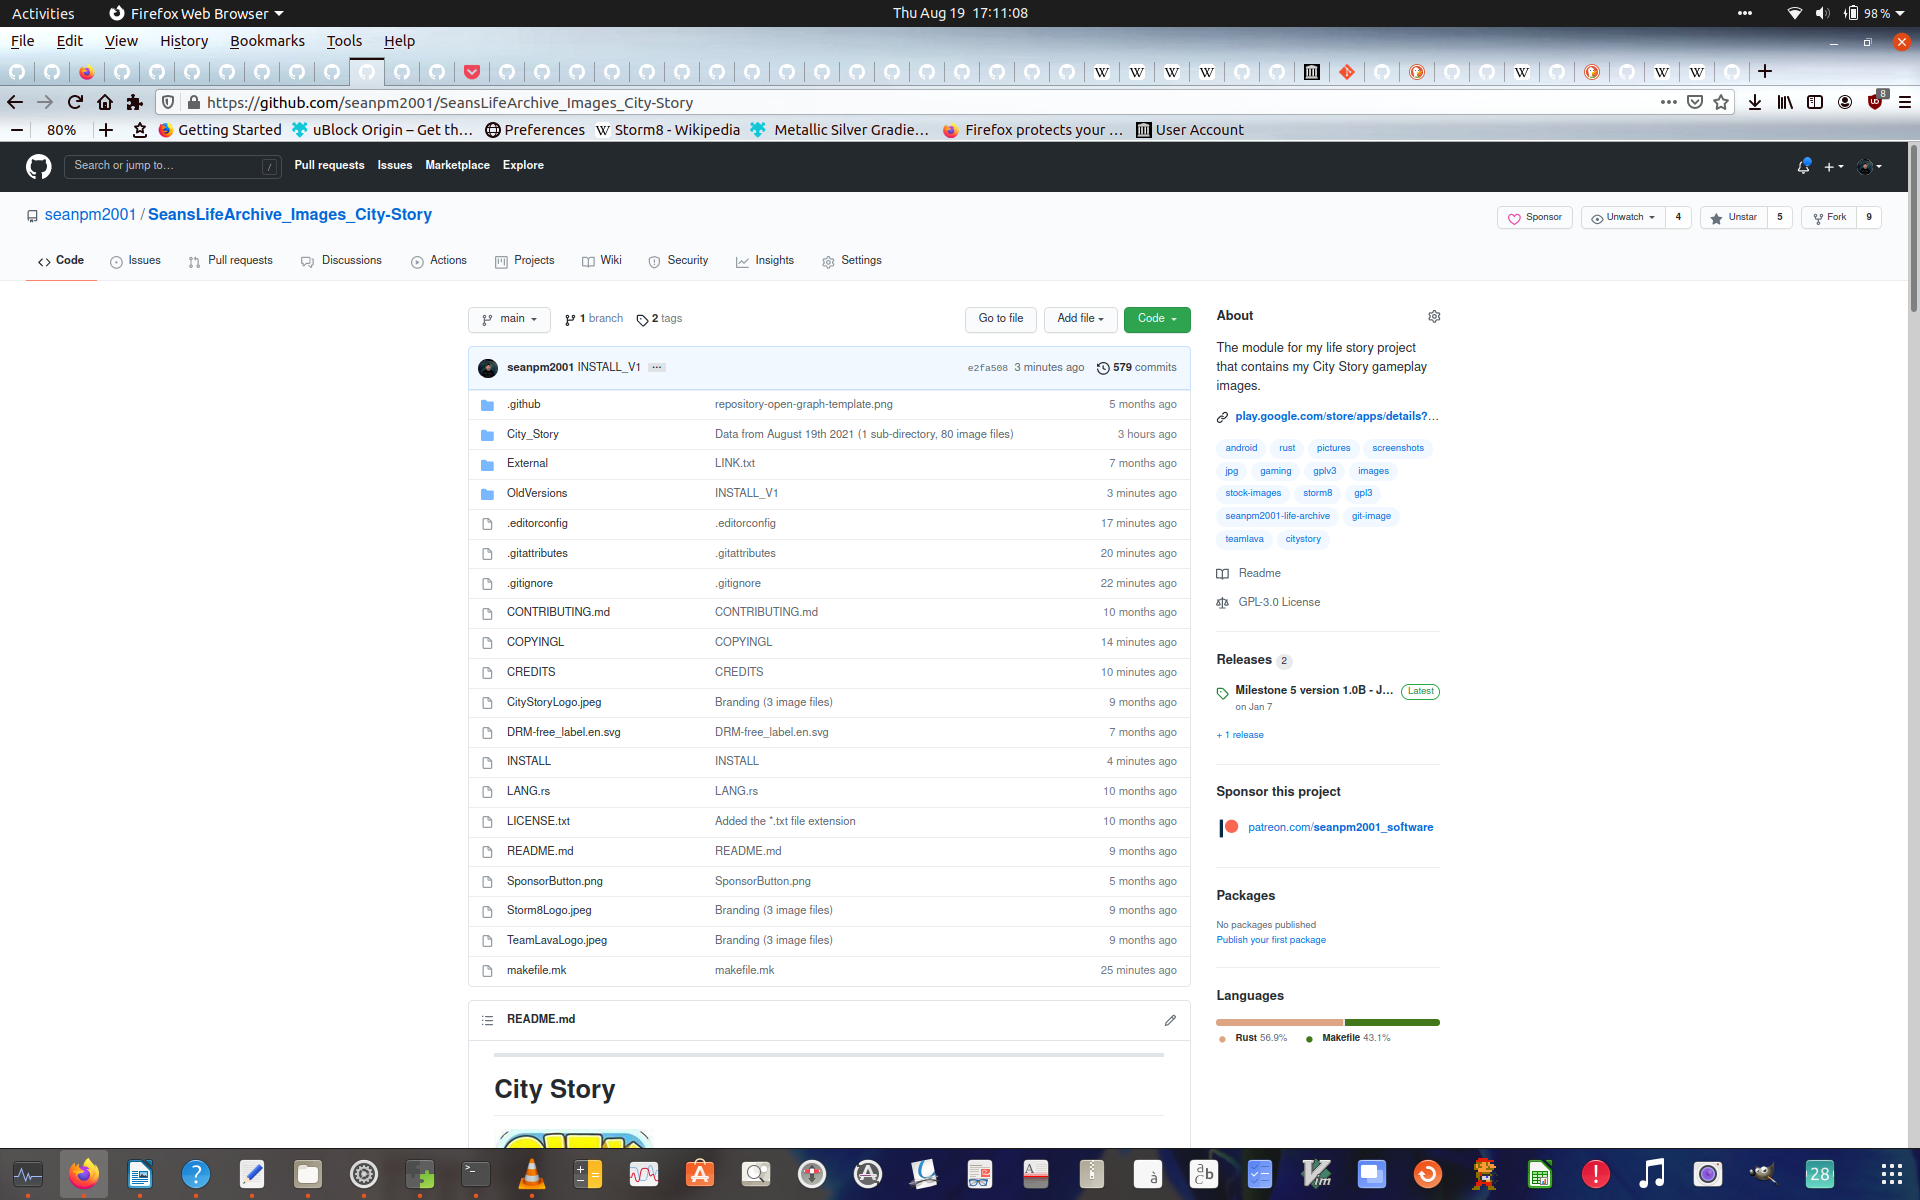 Activities Firefox Web Browser Thu Aug 19 17:11:08 98 %
File Edit View History Bookmarks Tools Help
https://github.com/seanpm2001/SeansLifeArchive_Images_City-Story 8
80% Getting Started uBlock Origin – Get th… Preferences Storm8 - Wikipedia Metallic Silver Gradie… Firefox protects your … User Account
Search or jump to… / Pull requests Issues Marketplace Explore
seanpm2001 / SeansLifeArchive_Images_City-Story Sponsor Unwatch 4 Unstar 5 Fork 9
Code Issues Pull requests Discussions Actions Projects Wiki Security Insights Settings
main 1 branch 2 tags Go to file Add file Code
seanpm2001 INSTALL_V1 … e2fa508 3 minutes ago 579 commits
.github repository-open-graph-template.png 5 months ago
City_Story Data from August 19th 2021 (1 sub-directory, 80 image files) 3 hours ago
External LINK.txt 7 months ago
OldVersions INSTALL_V1 3 minutes ago
.editorconfig .editorconfig 17 minutes ago
.gitattributes .gitattributes 20 minutes ago
.gitignore .gitignore 22 minutes ago
CONTRIBUTING.md CONTRIBUTING.md 10 months ago
COPYINGL COPYINGL 14 minutes ago
CREDITS CREDITS 10 minutes ago
CityStoryLogo.jpeg Branding (3 image files) 9 months ago
DRM-free_label.en.svg DRM-free_label.en.svg 7 months ago
INSTALL INSTALL 4 minutes ago
LANG.rs LANG.rs 10 months ago
LICENSE.txt Added the *.txt file extension 10 months ago
README.md README.md 9 months ago
SponsorButton.png SponsorButton.png 5 months ago
Storm8Logo.jpeg Branding (3 image files) 9 months ago
TeamLavaLogo.jpeg Branding (3 image files) 9 months ago
makefile.mk makefile.mk 25 minutes ago
README.md
City Story
About
The module for my life story project
that contains my City Story gameplay
images.
play.google.com/store/apps/details?…
android rust pictures screenshots
jpg gaming gplv3 images
stock-images storm8 gpl3
seanpm2001-life-archive git-image
teamlava citystory
Readme
GPL-3.0 License
Releases 2
Milestone 5 version 1.0B - J… Latest
on Jan 7
+ 1 release
Sponsor this project
patreon.com/seanpm2001_software
Packages
No packages published
Publish your first package
Languages
Rust 56.9% Makefile 43.1%
28